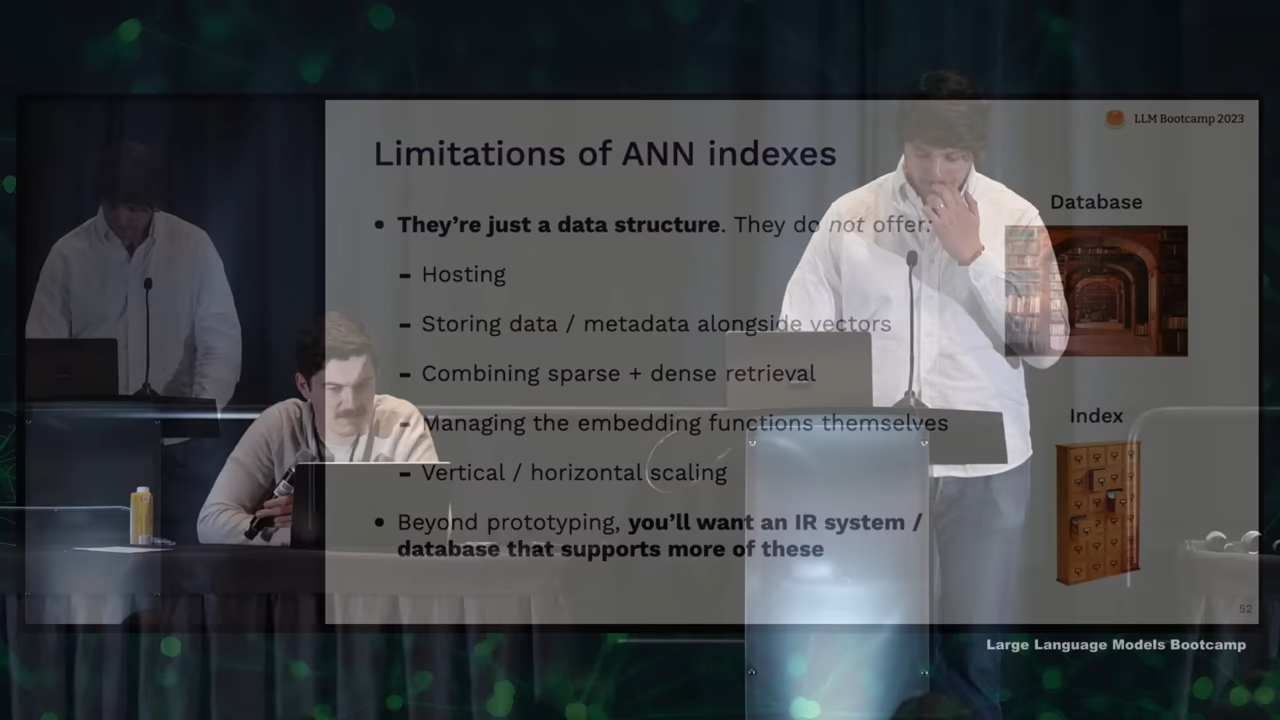 LLM Bootcamp 2023
Limitations of ANN indexes
• They’re just a data structure. They do not offer:
- Hosting
- Storing data / metadata alongside vectors
- Combining sparse + dense retrieval
- Managing the embedding functions themselves
- Vertical / horizontal scaling
• Beyond prototyping, you’ll want an IR system /
database that supports more of these
Database
Index
52
Large Language Models Bootcamp